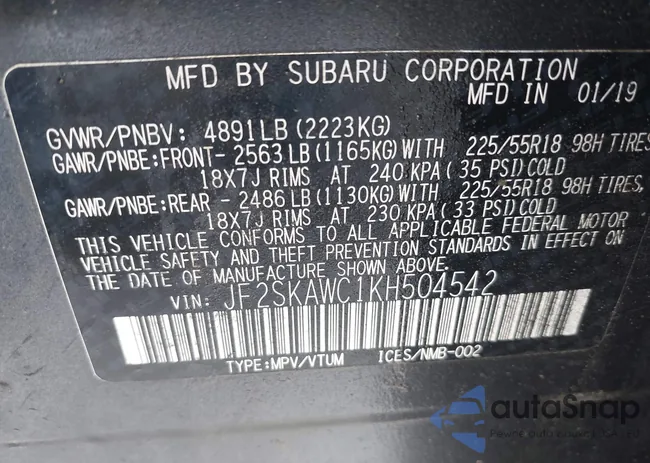 MFD BY SUBARU CORPORATION
MFD IN 01/19
GVWR/PNBV: 4891LB (2223KG)
GAWR/PNBE:FRONT- 2563 LB (1165KG)WITH 225/55R18 98H TIRES
18X7J RIMS AT 240 KPA ( 35 PSI) COLD
GAWR/PNBE:REAR - 2486 LB (1130KG)WITH 225/55R18 98H TIRES,
18X7J RIMS AT 230 KPA ( 33 PSI) COLD
THIS VEHICLE CONFORMS TO ALL APPLICABLE FEDERAL MOTOR
VEHICLE SAFETY AND THEFT PREVENTION STANDARDS IN EFFECT ON
THE DATE OF MANUFACTURE SHOWN ABOVE.
VIN: JF2SKAWC1KH504542
TYPE:MPV/VTUM ICES/NMB-002
autoSnap